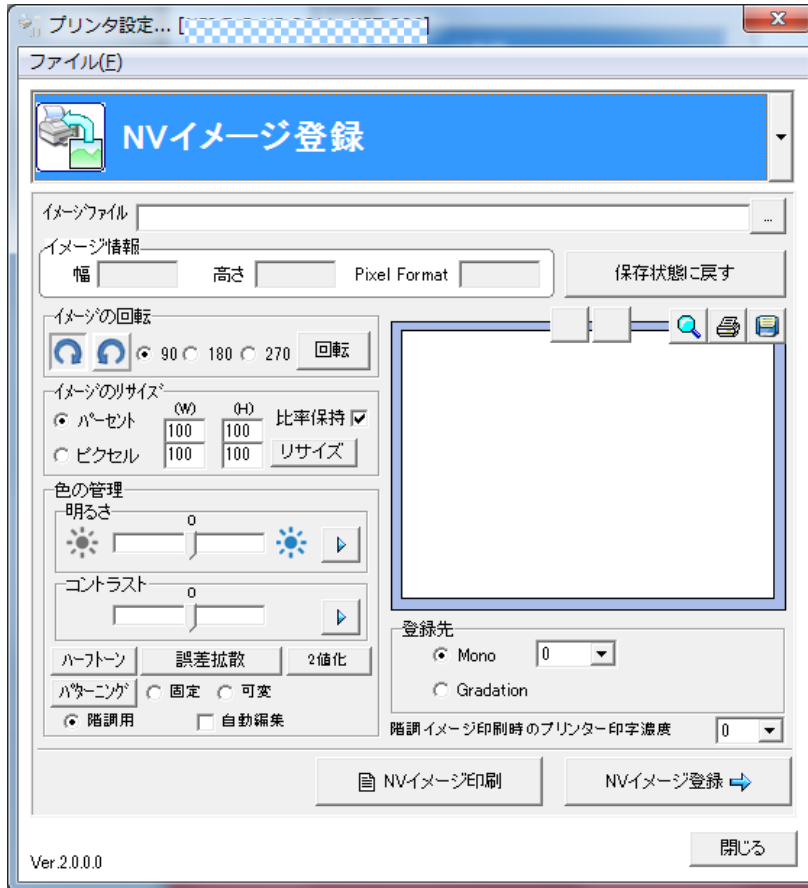 プリンタ設定... [
ファイル(F)
NVイメージ登録
イメージファイル
...
イメージ情報
幅
高さ
Pixel Format
保存状態に戻す
イメージの回転
90 180 270 回転
イメージのリサイズ
(W) (H)
パーセント 100 100 比率保持
ピクセル 100 100 リサイズ
色の管理
明るさ
0
コントラスト
0
ハーフトーン 誤差拡散 2値化
パターニング 固定 可変
階調用 自動編集
登録先
Mono 0
Gradation
階調イメージ印刷時のプリンター印字濃度 0
NVイメージ印刷 NVイメージ登録
閉じる
Ver.2.0.0.0